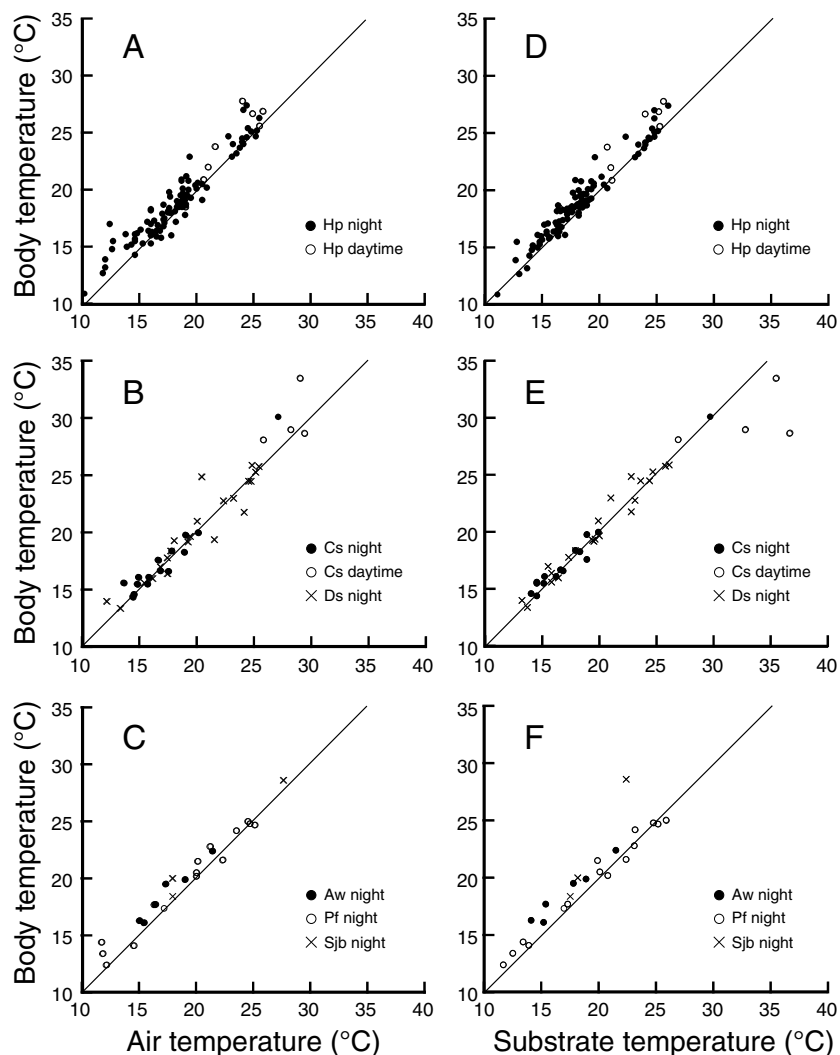 35
30
25
20
15
10
Body temperature (°C)
A
Hp night
Hp daytime
10 15 20 25 30 35 40
35
30
25
20
15
10
D
Hp night
Hp daytime
10 15 20 25 30 35 40
35
30
25
20
15
10
Body temperature (°C)
B
Cs night
Cs daytime
Ds night
10 15 20 25 30 35 40
35
30
25
20
15
10
E
Cs night
Cs daytime
Ds night
10 15 20 25 30 35 40
35
30
25
20
15
10
Body temperature (°C)
C
Aw night
Pf night
Sjb night
10 15 20 25 30 35 40
Air temperature (°C)
35
30
25
20
15
10
F
Aw night
Pf night
Sjb night
10 15 20 25 30 35 40
Substrate temperature (°C)